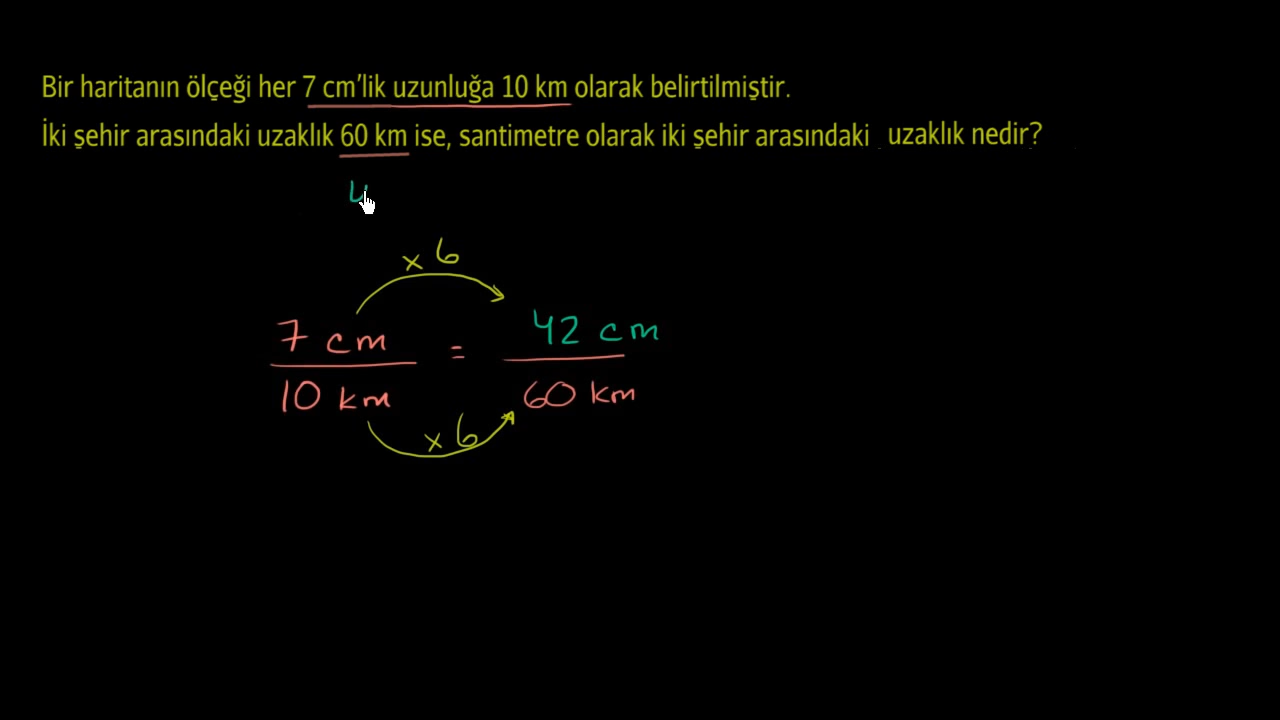 Bir haritanın ölçeği her 7 cm'lik uzunluğa 10 km olarak belirtilmiştir.
İki şehir arasındaki uzaklık 60 km ise, santimetre olarak iki şehir arasındaki uzaklık nedir?
x 6
7 cm = 42 cm
10 km 60 km
x 6